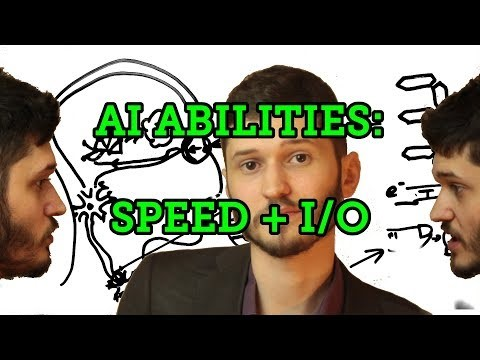 AI ABILITIES:
SPEED + I/O